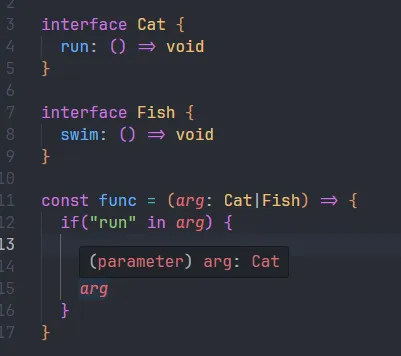 2
3 interface Cat {
4   run: () => void
5 }
6
7 interface Fish {
8   swim: () => void
9 }
10
11 const func = (arg: Cat|Fish) => {
12   if("run" in arg) {
13
14     (parameter) arg: Cat
15     arg
16   }
17 }